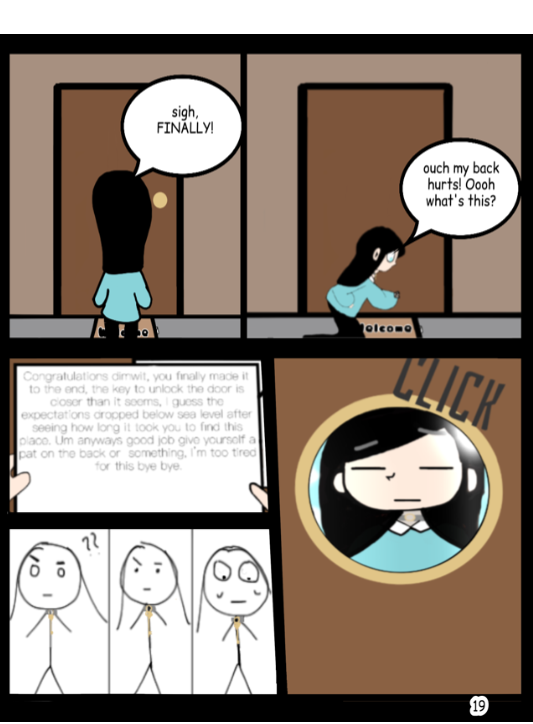 sigh,
FINALLY!
ouch my back
hurts! Oooh
what's this?
elcome
Congratulations dimwit, you finally made it
to the end, the key to unlock the door is
closer than it seems, i guess the
expectations dropped below sea level after
seeing how long it took you to find this
place. Um anyways good job give yourself a
pat on the back or something, I'm too tired
for this bye bye.
CLICK
??
19